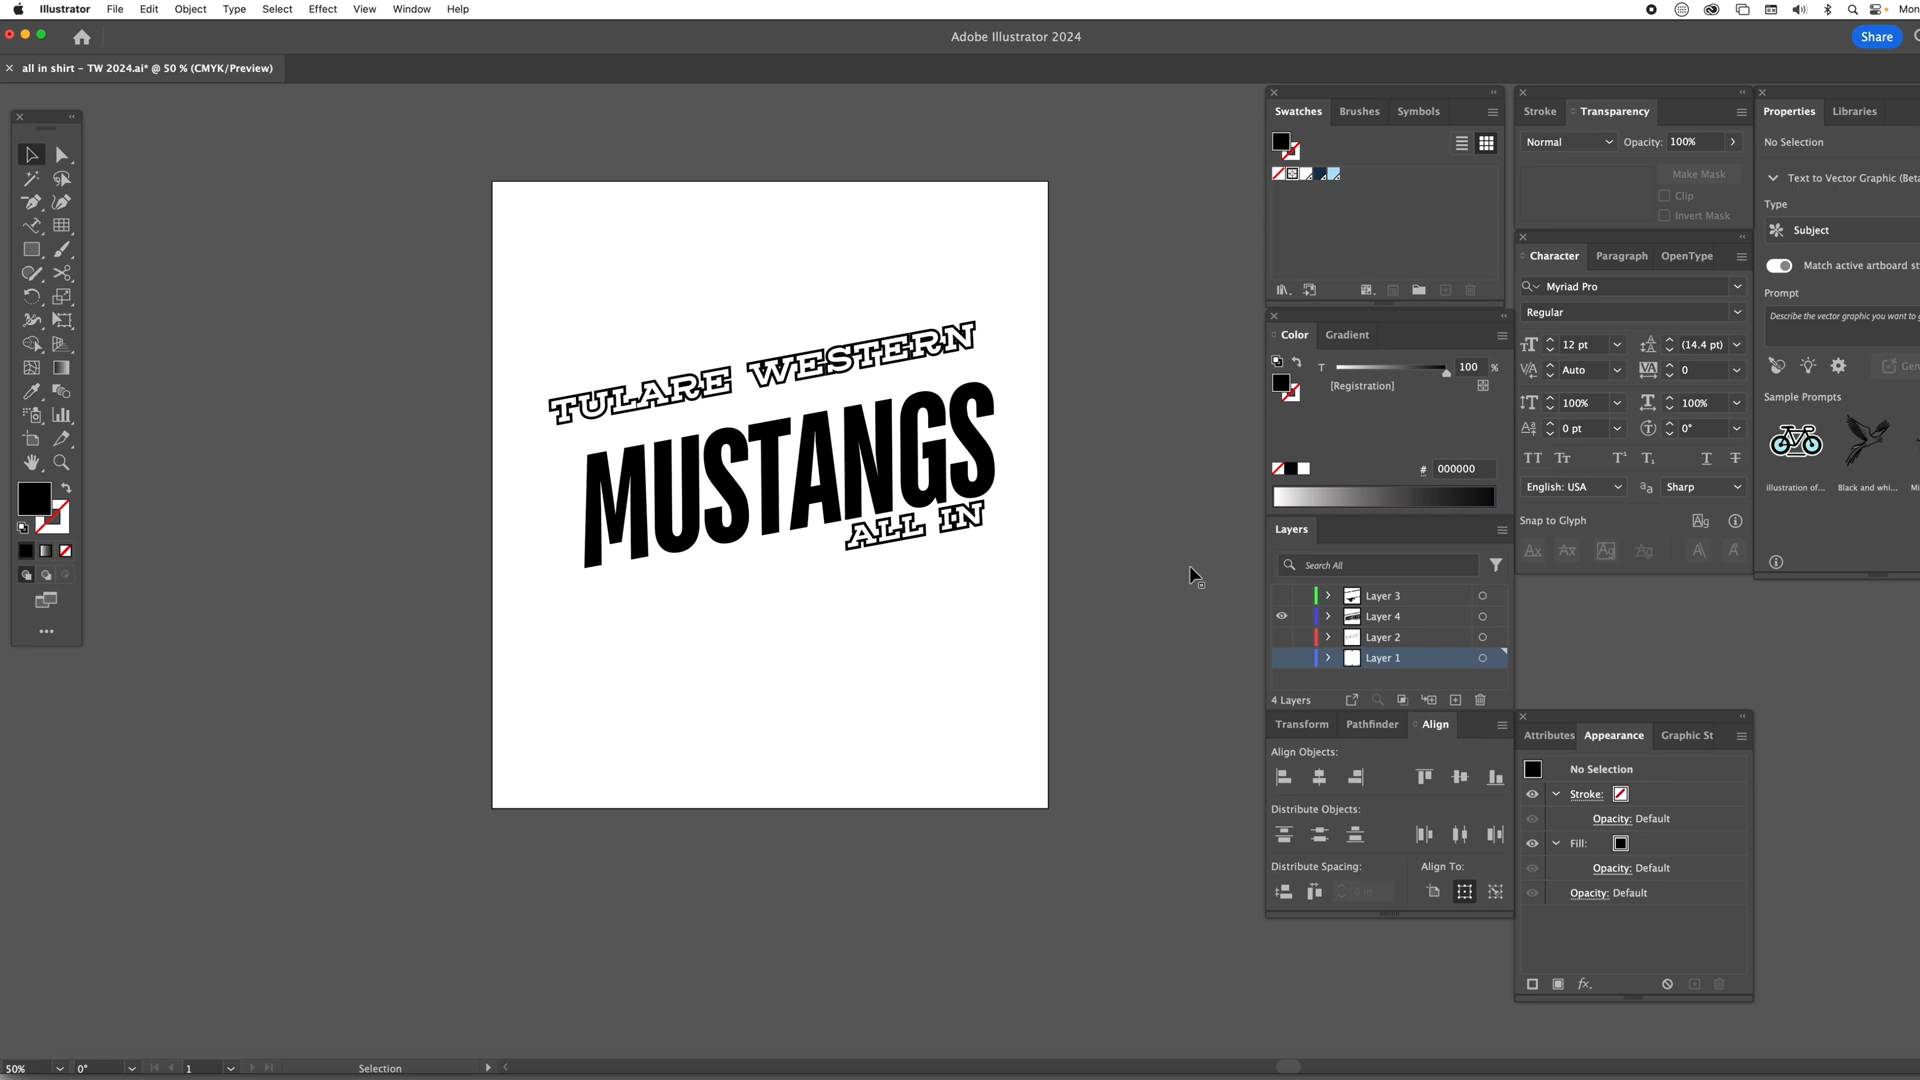 Illustrator File Edit Object Type Select Effect View Window Help Mon
Adobe Illustrator 2024
Share
all in shirt – TW 2024.ai* @ 50 % (CMYK/Preview)
TULARE WESTERN
MUSTANGS
ALL IN
Swatches Brushes Symbols
Color Gradient
T 100 %
[Registration]
# 000000
Layers
Search All
Layer 3
Layer 4
Layer 2
Layer 1
4 Layers
Transform Pathfinder Align
Align Objects:
Distribute Objects:
Distribute Spacing: Align To:
0 in
Stroke Transparency
Normal Opacity: 100%
Make Mask
Clip
Invert Mask
Character Paragraph OpenType
Myriad Pro
Regular
12 pt (14.4 pt)
Auto 0
100% 100%
0 pt 0°
English: USA Sharp
Snap to Glyph
Attributes Appearance Graphic St
No Selection
Stroke:
Opacity: Default
Fill:
Opacity: Default
Opacity: Default
Properties Libraries
No Selection
Text to Vector Graphic (Beta
Type
Subject
Match active artboard st
Prompt
Describe the vector graphic you want to g
Gen
Sample Prompts
illustration of... Black and whi... Mi
50% 0° 1 Selection